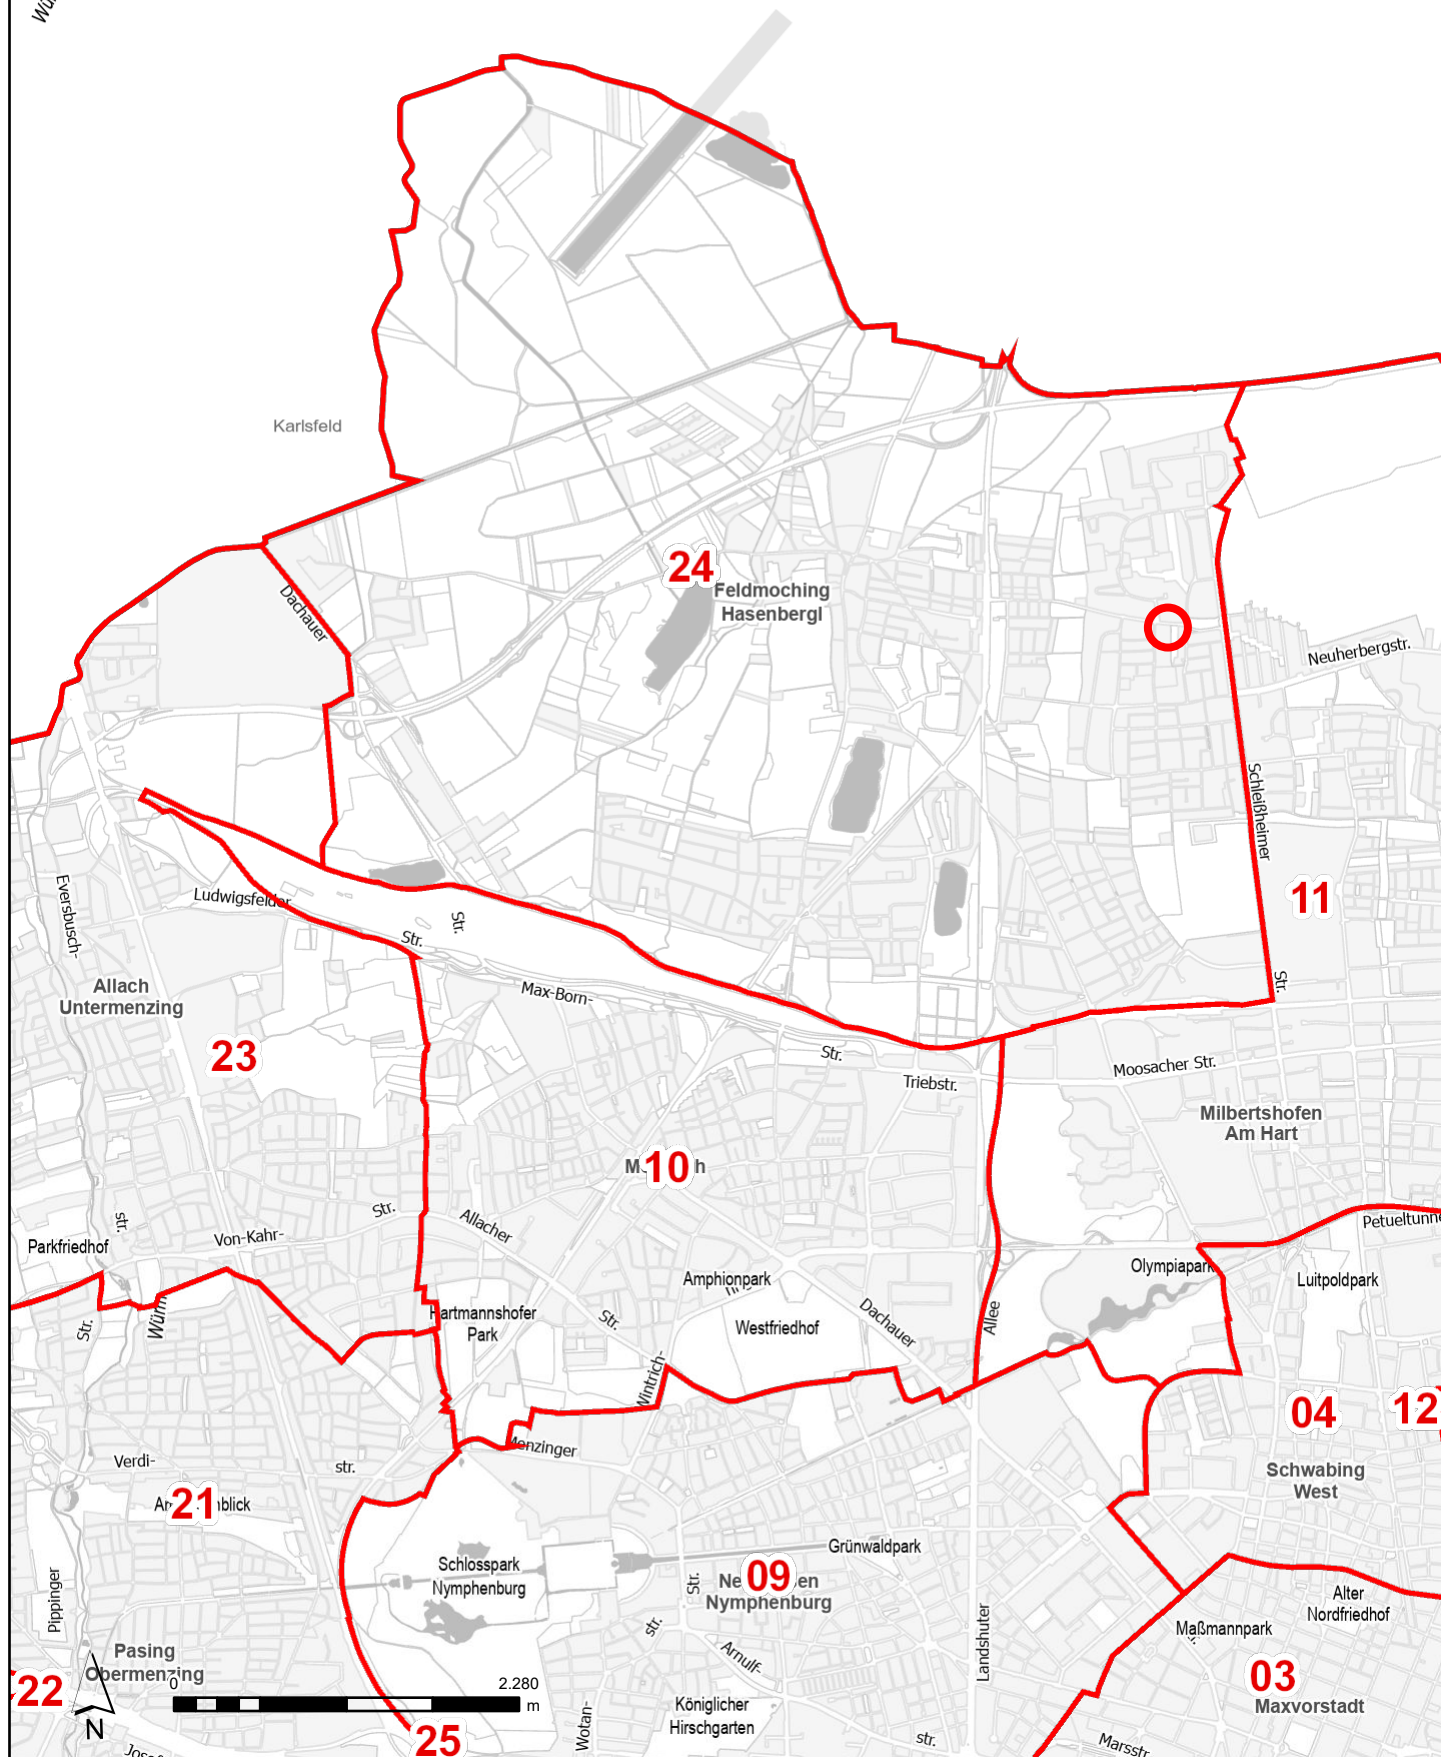 Karlsfeld
24
Feldmoching
Hasenbergl
Dachauer
Neuherbergstr.
Schleißheimer
Str.
11
Eversbusch-
Ludwigsfelder
Str.
Str.
Allach
Untermenzing
Max-Born-
Str.
23
Triebstr.
Moosacher Str.
Milbertshofen
Am Hart
10
str.
Parkfriedhof
Von-Kahr-
Str.
Allacher
Str.
Petueltunne
Amphionpark
Olympiapark
Luitpoldpark
Hartmannshofer
Park
Westfriedhof
Dachauer
Allee
Str.
Würm
Wintrich-
04
12
Menzinger
Verdi-
str.
Schwabing
West
21
Schlosspark
Nymphenburg
Grünwaldpark
09
Nymphenburg
Str.
str.
Alter
Nordfriedhof
Pippinger
Maßmannpark
Landshuter
Pasing
Obermenzing
Arnulf-
22
0
2.280
m
N
03
Maxvorstadt
Königlicher
Hirschgarten
Wotan-
25
str.
Marsstr.